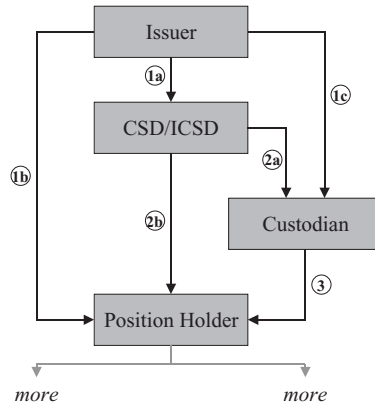 Issuer
1a
1c
CSD/ICSD
2a
1b
2b
Custodian
3
Position Holder
more
more